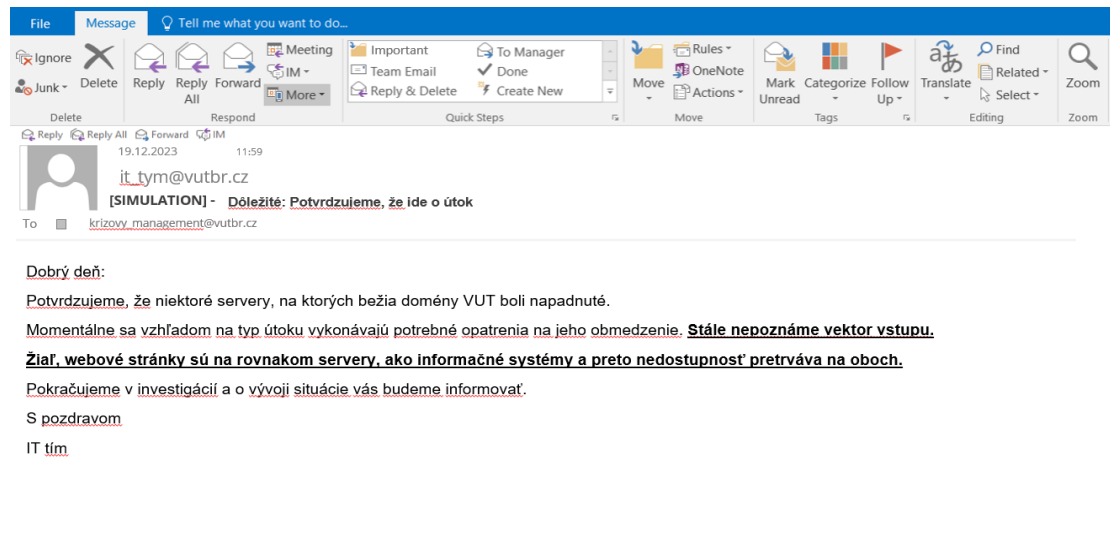 File Message Tell me what you want to do...
Ignore Delete Reply Reply All Forward Meeting IM More Important To Manager Team Email Done Reply & Delete Create New Move Rules OneNote Actions Mark Unread Categorize Follow Up Translate Find Related Select Zoom
Junk
Delete Respond Quick Steps Move Tags Editing Zoom
Reply Reply All Forward IM
19.12.2023 11:59
it_tym@vutbr.cz
[SIMULATION] - Dôležité: Potvrdzujeme, že ide o útok
To krizovy_management@vutbr.cz
Dobrý deň:
Potvrdzujeme, že niektoré servery, na ktorých bežia domény VUT boli napadnuté.
Momentálne sa vzhľadom na typ útoku vykonávajú potrebné opatrenia na jeho obmedzenie. Stále nepoznáme vektor vstupu.
Žiaľ, webové stránky sú na rovnakom servery, ako informačné systémy a preto nedostupnosť pretrváva na oboch.
Pokračujeme v investigácií a o vývoji situácie vás budeme informovať.
S pozdravom
IT tím